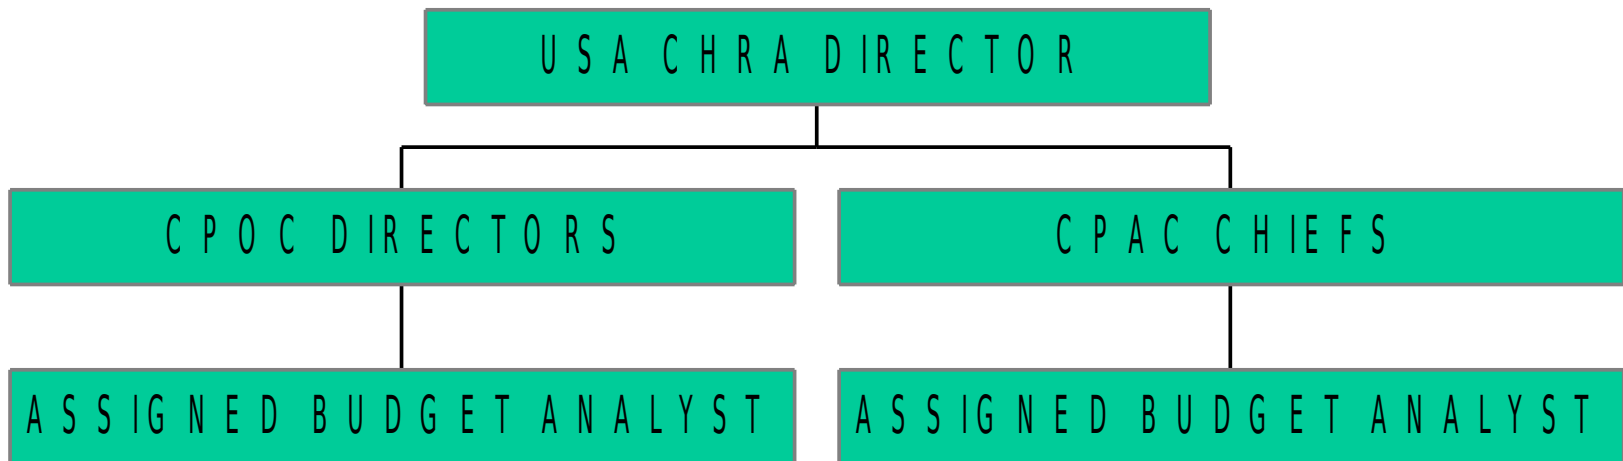 USA CHRA DIRECTOR
CPOC DIRECTORS
CPAC CHIEFS
ASSIGNED BUDGET ANALYST
ASSIGNED BUDGET ANALYST